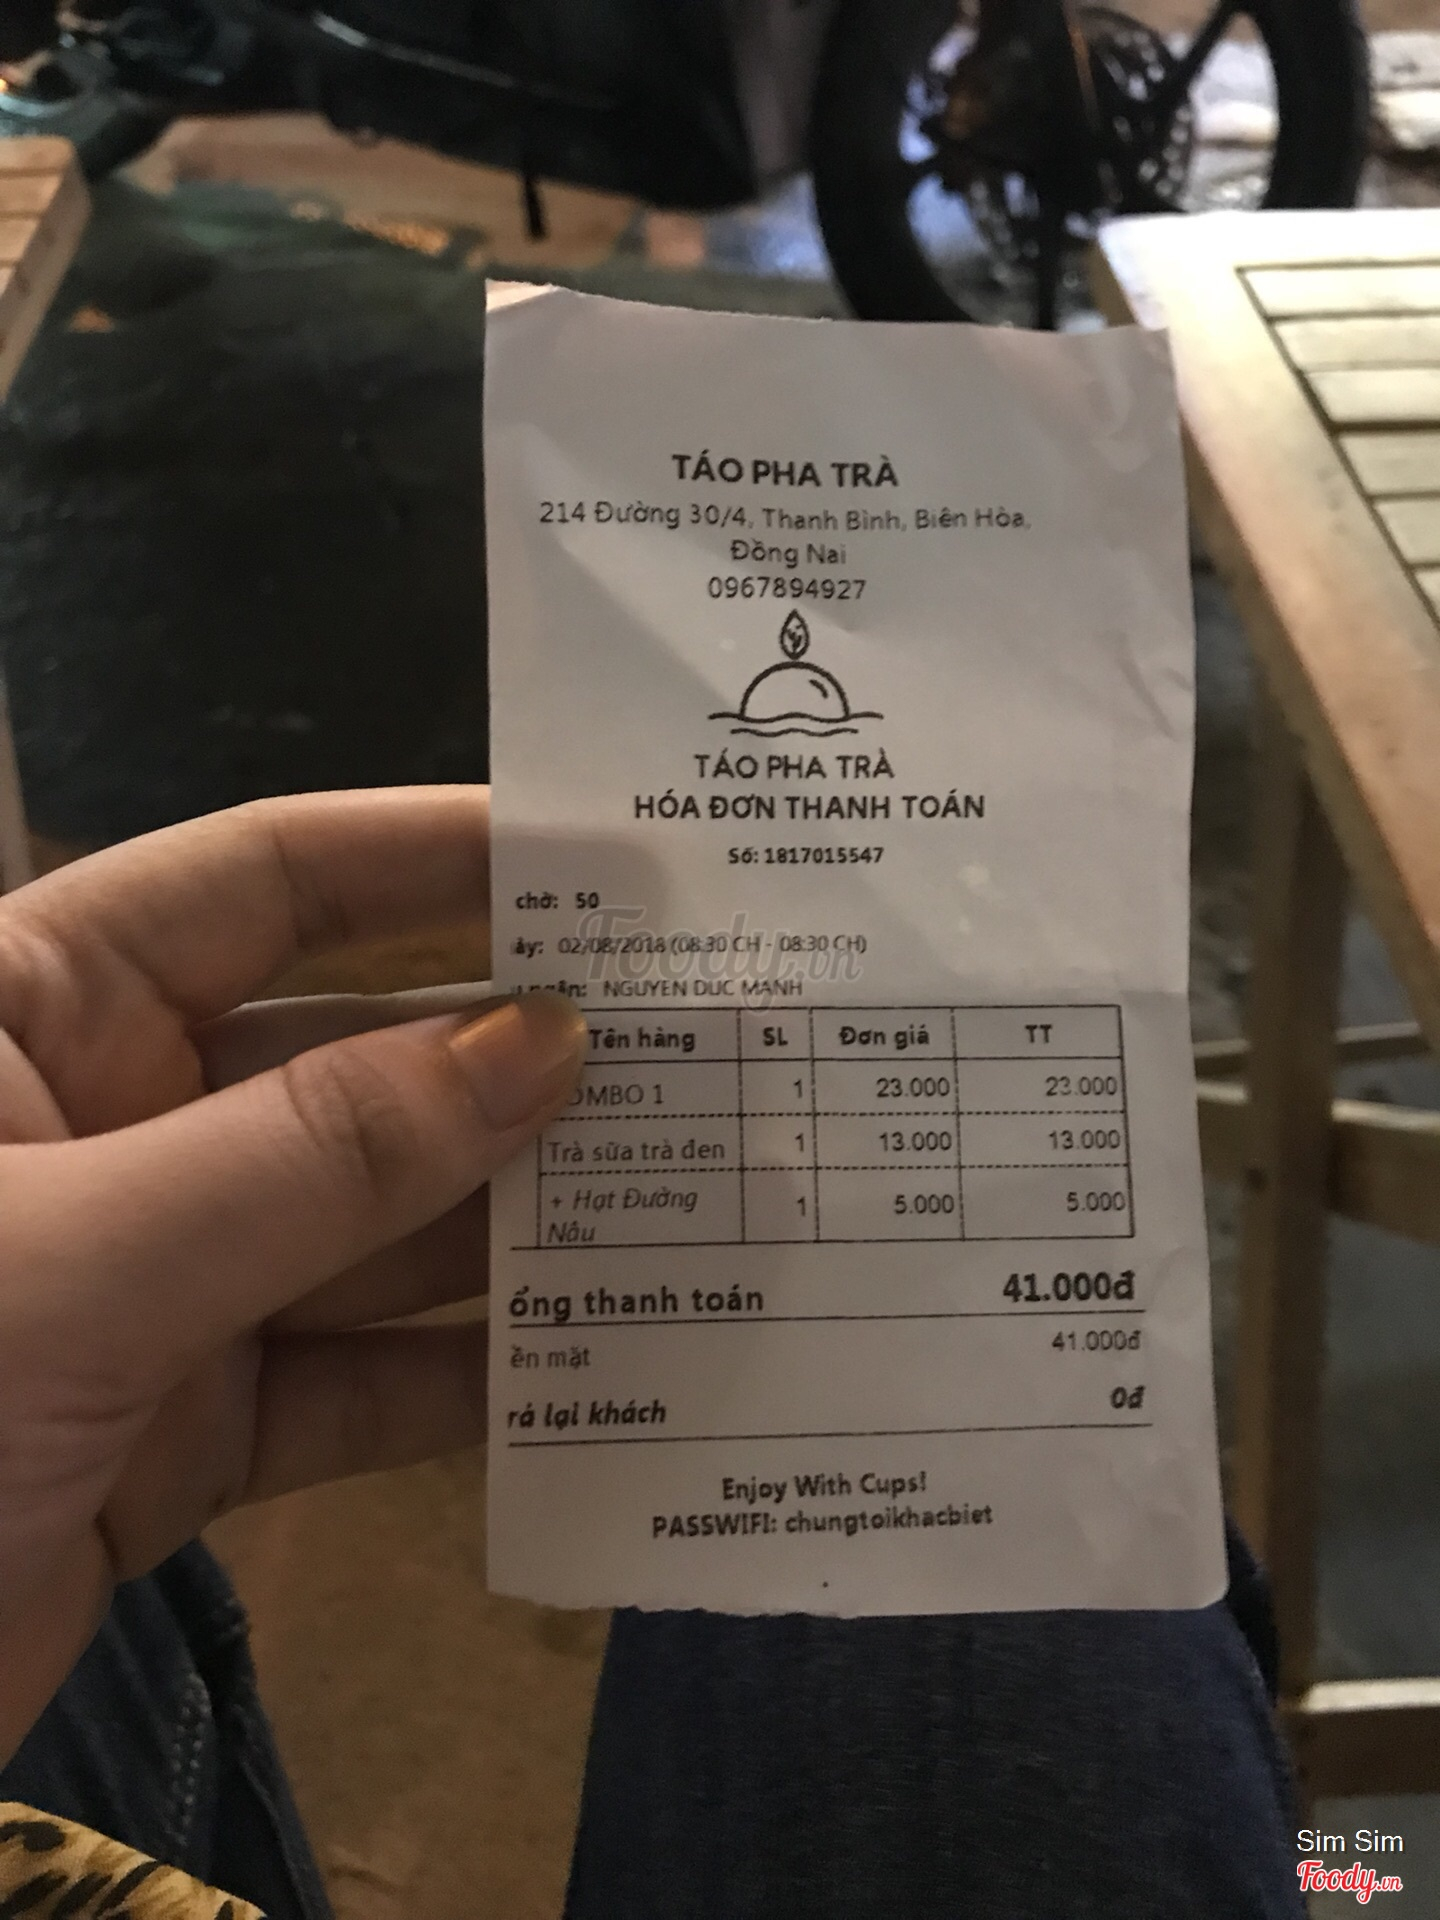 TÁO PHA TRÀ
214 Đường 30/4, Thanh Bình, Biên Hòa,
Đồng Nai
0967894927
TÁO PHA TRÀ
HÓA ĐƠN THANH TOÁN
Số: 1817015547
chờ: 50
ày: 02/08/2018 (08:30 CH - 08:30 CH)
ngân: NGUYEN DUC MANH
Tên hàng SL Đơn giá TT
OMBO 1 1 23.000 23.000
Trà sữa trà đen 1 13.000 13.000
+ Hạt Đường 1 5.000 5.000
Nâu
ổng thanh toán 41.000đ
ền mặt 41.000đ
rả lại khách 0đ
Enjoy With Cups!
PASSWIFI: chungtoikhacbiet
Foody.vn
Sim Sim
Foody.vn